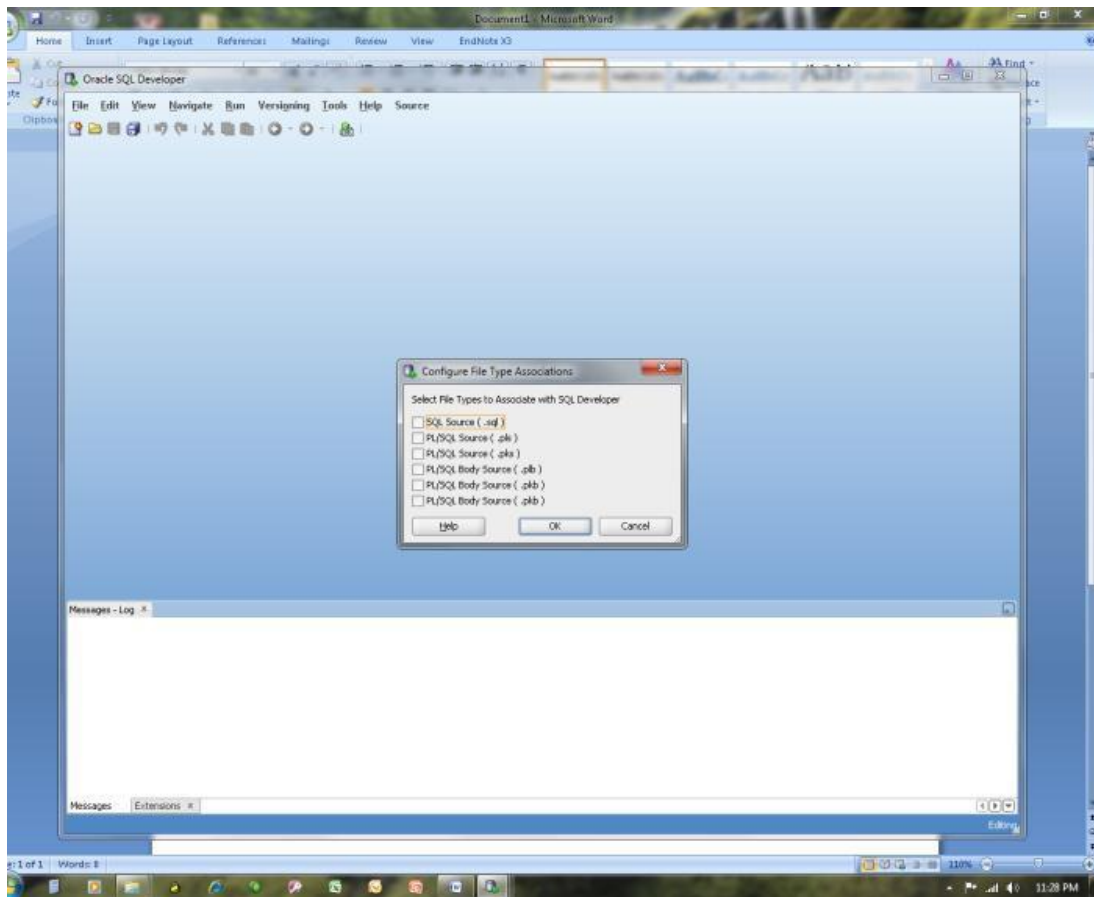 Document1 - Microsoft Word
Home Insert Page Layout References Mailings Review View EndNote X3
Find
Oracle SQL Developer
File Edit View Navigate Run Versigning Tools Help Source
Configure File Type Associations
Select File Types to Associate with SQL Developer
SQL Source ( .sql )
PL/SQL Source ( .pls )
PL/SQL Source ( .pks )
PL/SQL Body Source ( .plb )
PL/SQL Body Source ( .pkb )
PL/SQL Body Source ( .pkb )
Help OK Cancel
Messages - Log
Messages Extensions
Editing
1 of 1 Words: 8 110%
11:28 PM